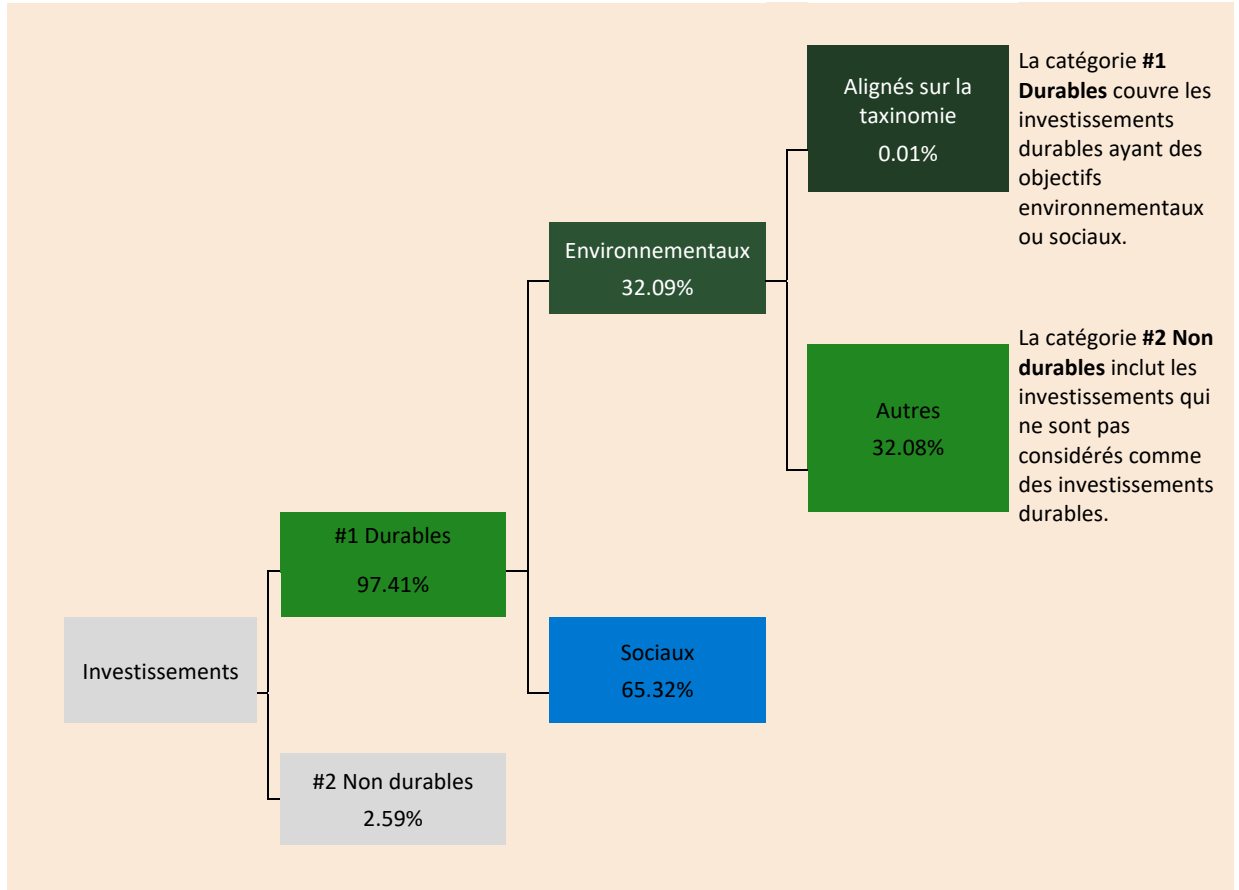 Alignés sur la
taxinomie
0.01%
La catégorie #1
Durables couvre les
investissements
durables ayant des
objectifs
environnementaux
ou sociaux.
Environnementaux
32.09%
Autres
32.08%
La catégorie #2 Non
durables inclut les
investissements qui
ne sont pas
considérés comme
des investissements
durables.
#1 Durables
97.41%
Investissements
Sociaux
65.32%
#2 Non durables
2.59%